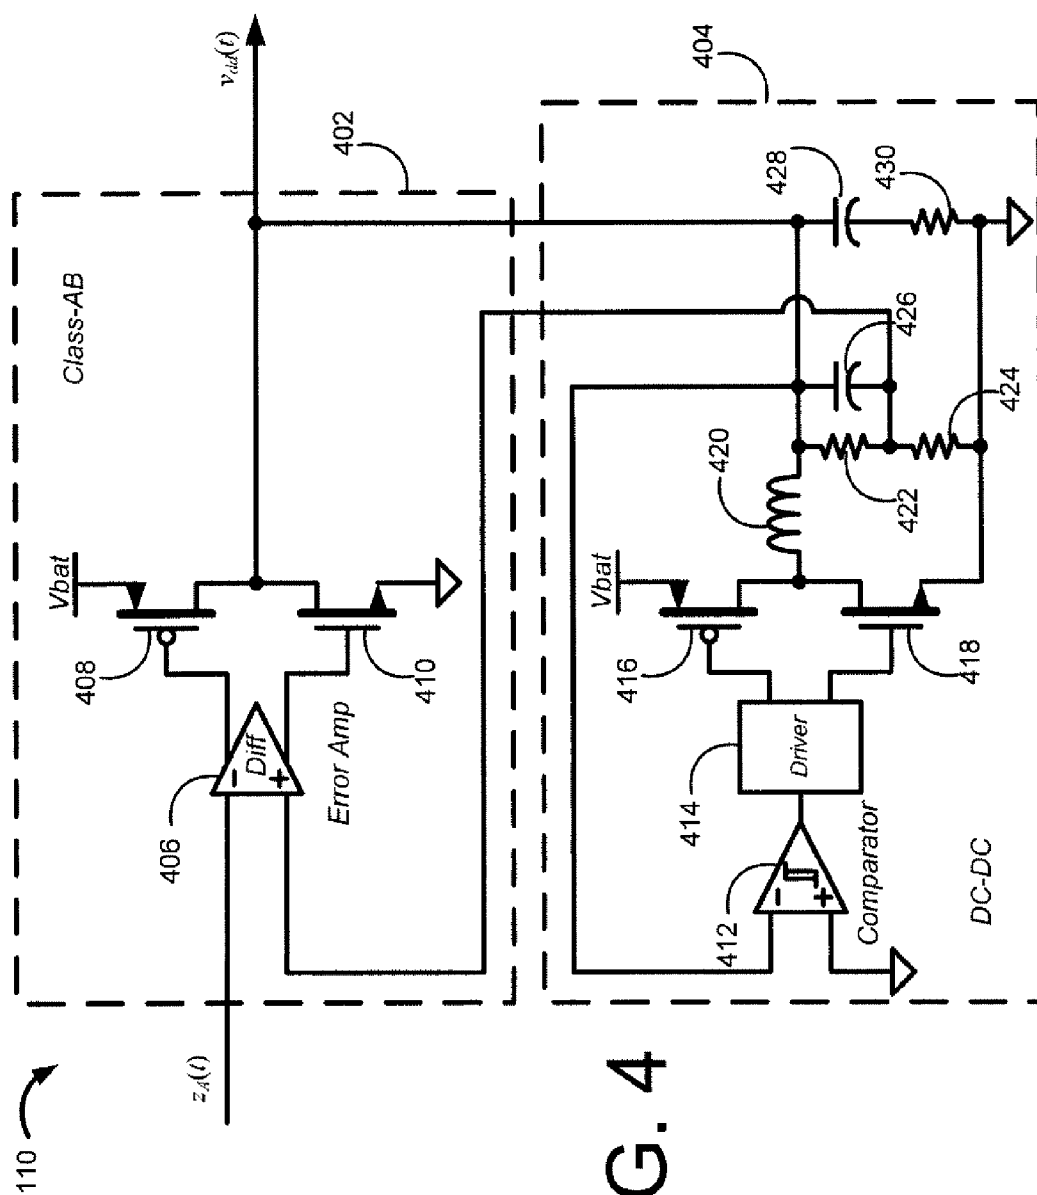 110
z_A(t)
v_dd(t)
402
Class-AB
Vbat
408
410
406
Diff
-
+
Error Amp
404
428
430
426
420
422
424
Vbat
416
418
414
Driver
412
-
+
Comparator
DC-DC
G. 4